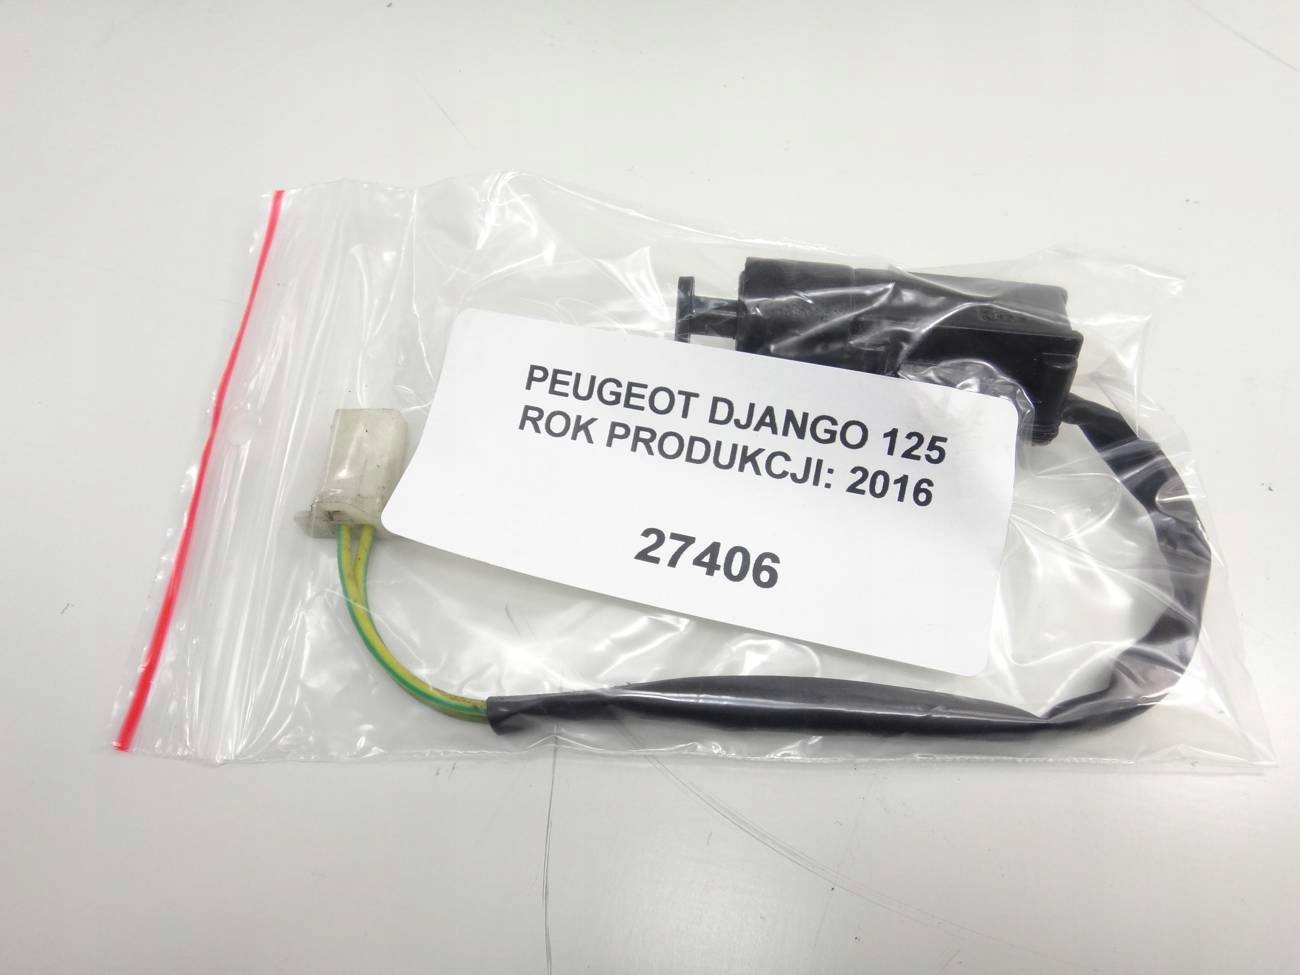 PEUGEOT DJANGO 125
ROK PRODUKCJI: 2016
27406